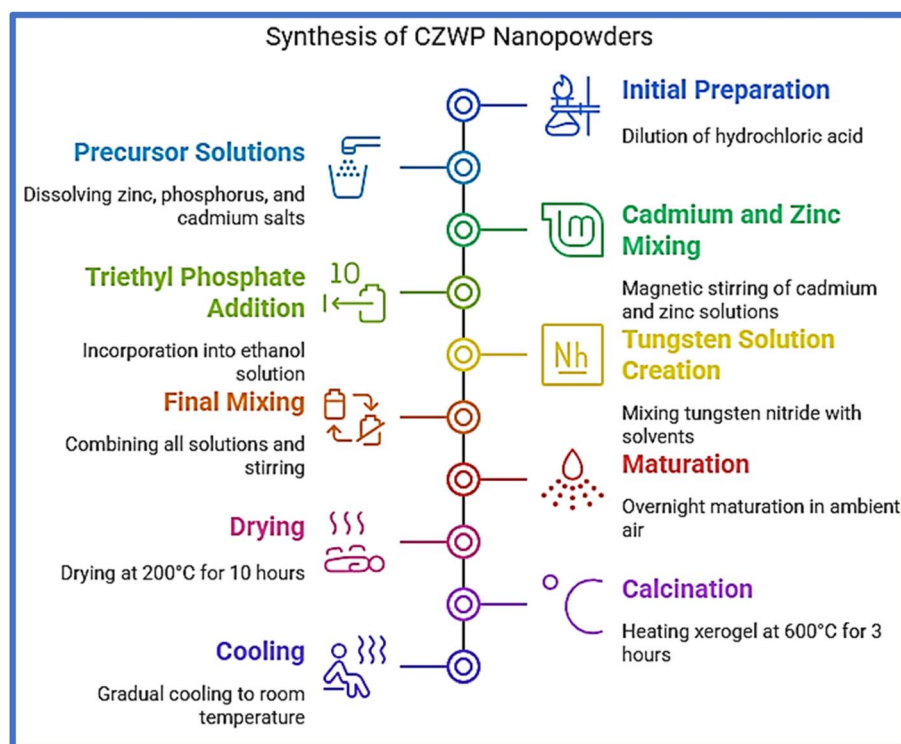 Synthesis of CZWP Nanopowders
Initial Preparation
Dilution of hydrochloric acid
Precursor Solutions
Dissolving zinc, phosphorus, and
cadmium salts
Cadmium and Zinc
Mixing
Magnetic stirring of cadmium
and zinc solutions
10
Triethyl Phosphate
Addition
Incorporation into ethanol
solution
Nh
Tungsten Solution
Creation
Mixing tungsten nitride with
solvents
Final Mixing
Combining all solutions and
stirring
Maturation
Overnight maturation in ambient
air
Drying
Drying at 200°C for 10 hours
Calcination
Heating xerogel at 600°C for 3
hours
Cooling
Gradual cooling to room
temperature